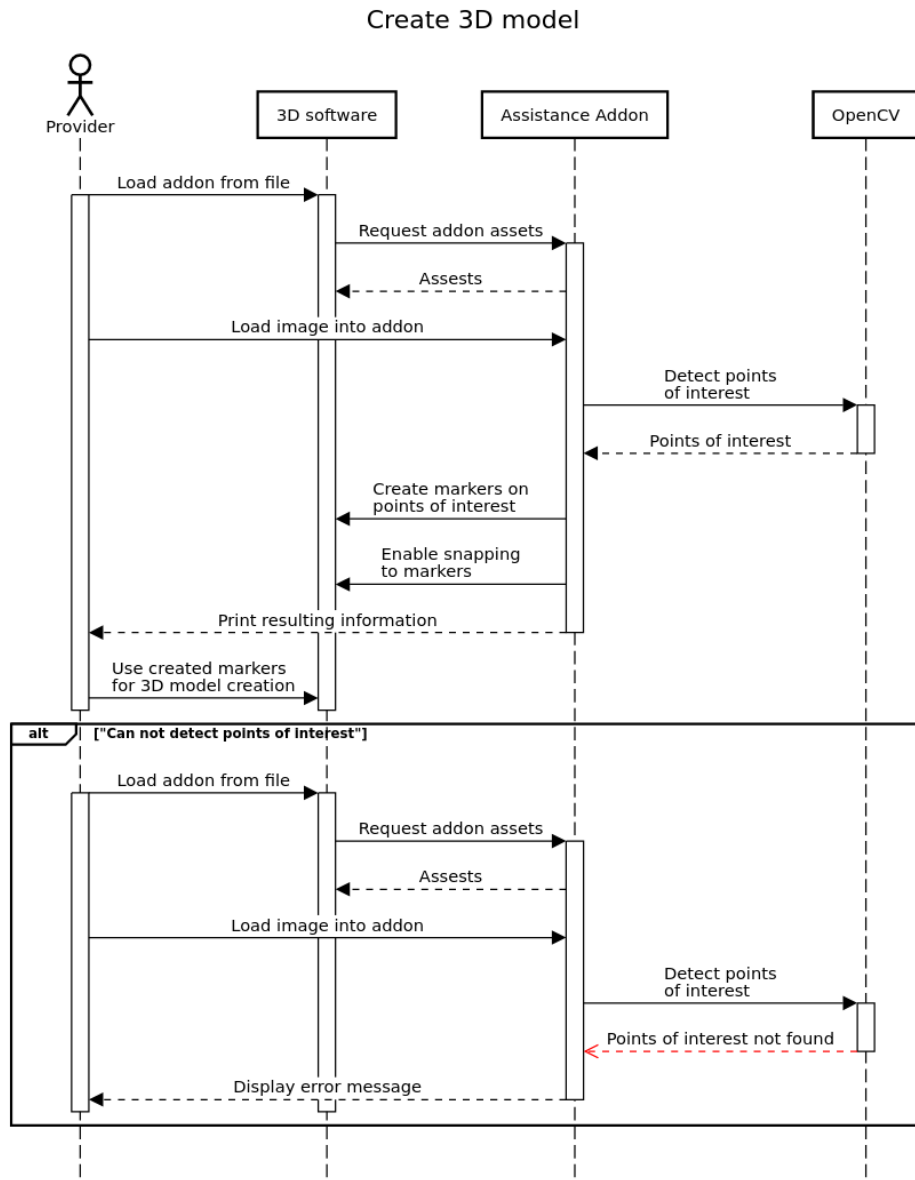 Create 3D model
Provider
3D software
Assistance Addon
OpenCV
Load addon from file
Request addon assets
Assests
Load image into addon
Detect points
of interest
Points of interest
Create markers on
points of interest
Enable snapping
to markers
Print resulting information
Use created markers
for 3D model creation
alt
["Can not detect points of interest"]
Load addon from file
Request addon assets
Assests
Load image into addon
Detect points
of interest
Points of interest not found
Display error message